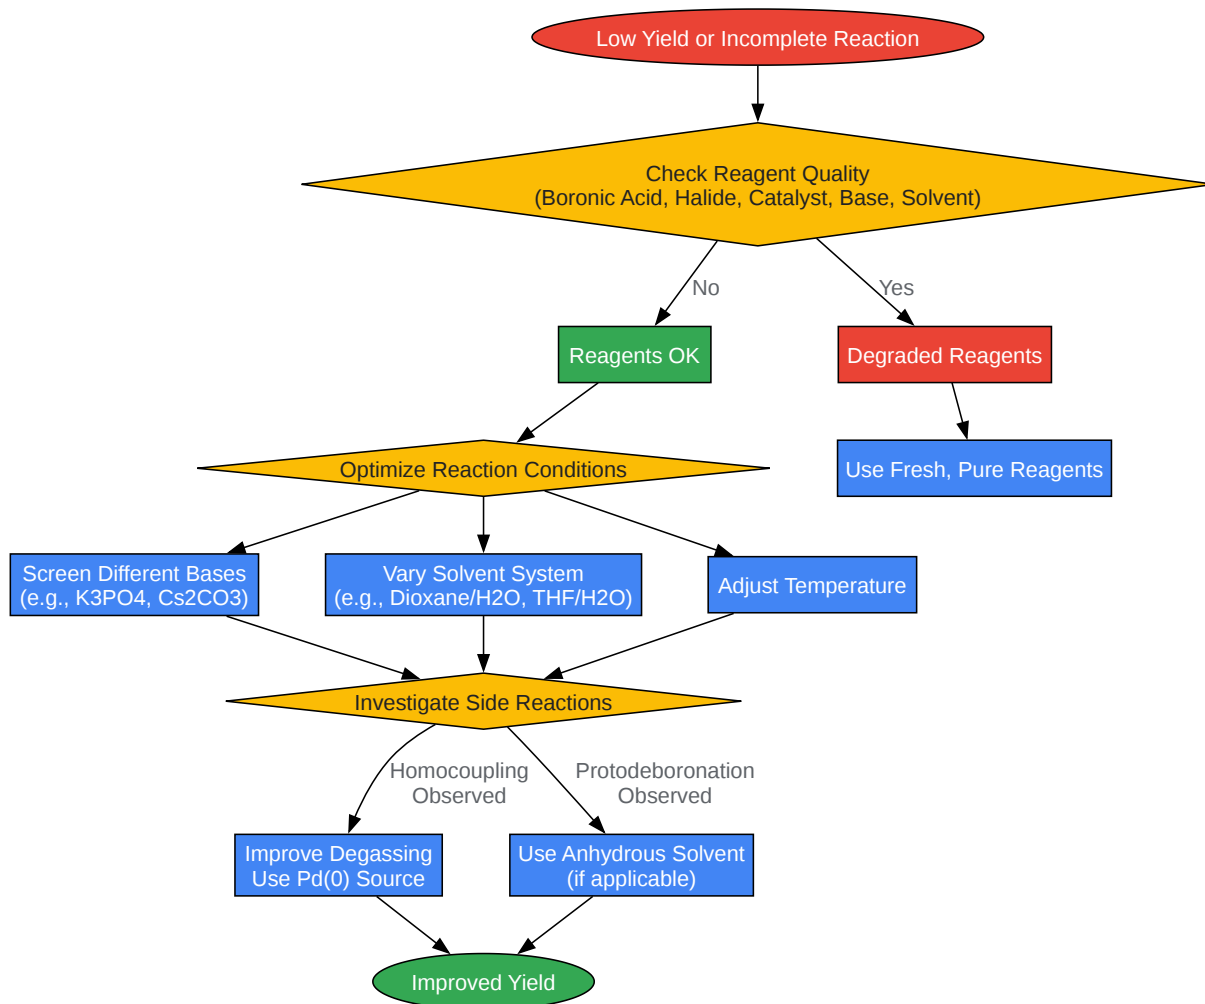 Low Yield or Incomplete Reaction
Check Reagent Quality
(Boronic Acid, Halide, Catalyst, Base, Solvent)
No
Yes
Reagents OK
Degraded Reagents
Optimize Reaction Conditions
Use Fresh, Pure Reagents
Screen Different Bases
(e.g., K3PO4, Cs2CO3)
Vary Solvent System
(e.g., Dioxane/H2O, THF/H2O)
Adjust Temperature
Investigate Side Reactions
Homocoupling
Observed
Protodeboronation
Observed
Improve Degassing
Use Pd(0) Source
Use Anhydrous Solvent
(if applicable)
Improved Yield